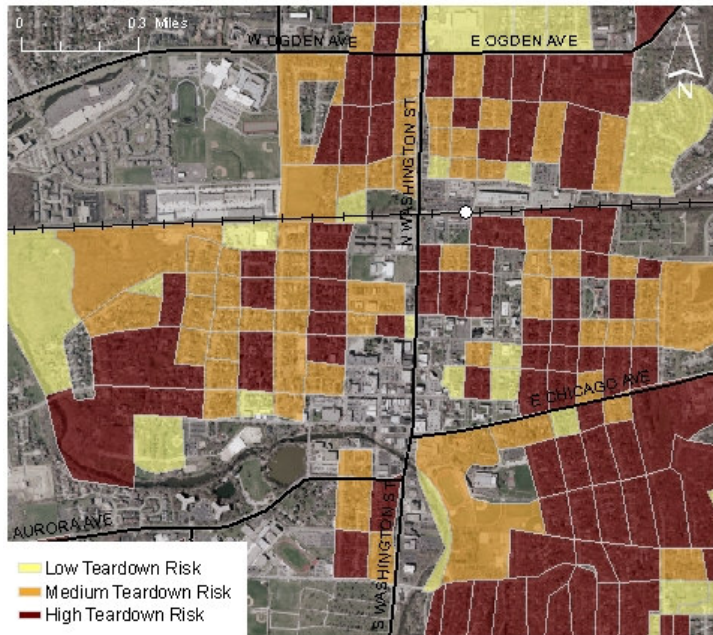 0 0.3 Miles
W OGDEN AVE
E OGDEN AVE
N
N WASHINGTON ST
E CHICAGO AVE
AURORA AVE
S WASHINGTON ST
Low Teardown Risk
Medium Teardown Risk
High Teardown Risk